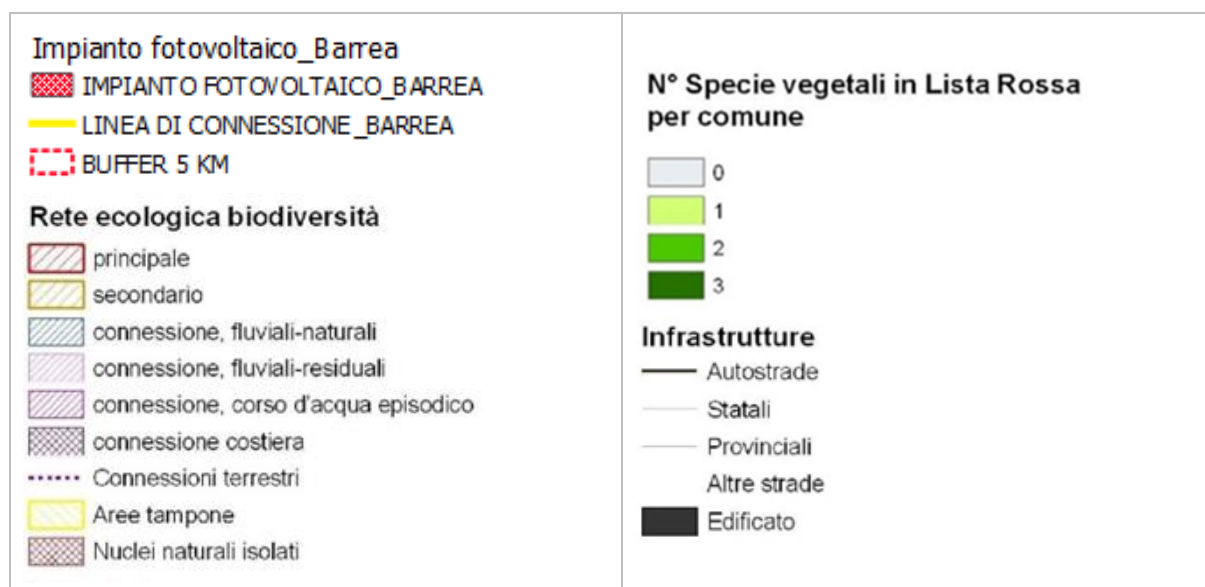 Impianto fotovoltaico_Barrea
IMPIANTO FOTOVOLTAICO_BARREA
LINEA DI CONNESSIONE_BARREA
BUFFER 5 KM
Rete ecologica biodiversità
principale
secondario
connessione, fluviali-naturali
connessione, fluviali-residuali
connessione, corso d'acqua episodico
connessione costiera
Connessioni terrestri
Aree tampone
Nuclei naturali isolati
N° Specie vegetali in Lista Rossa
per comune
0
1
2
3
Infrastrutture
Autostrade
Statali
Provinciali
Altre strade
Edificato